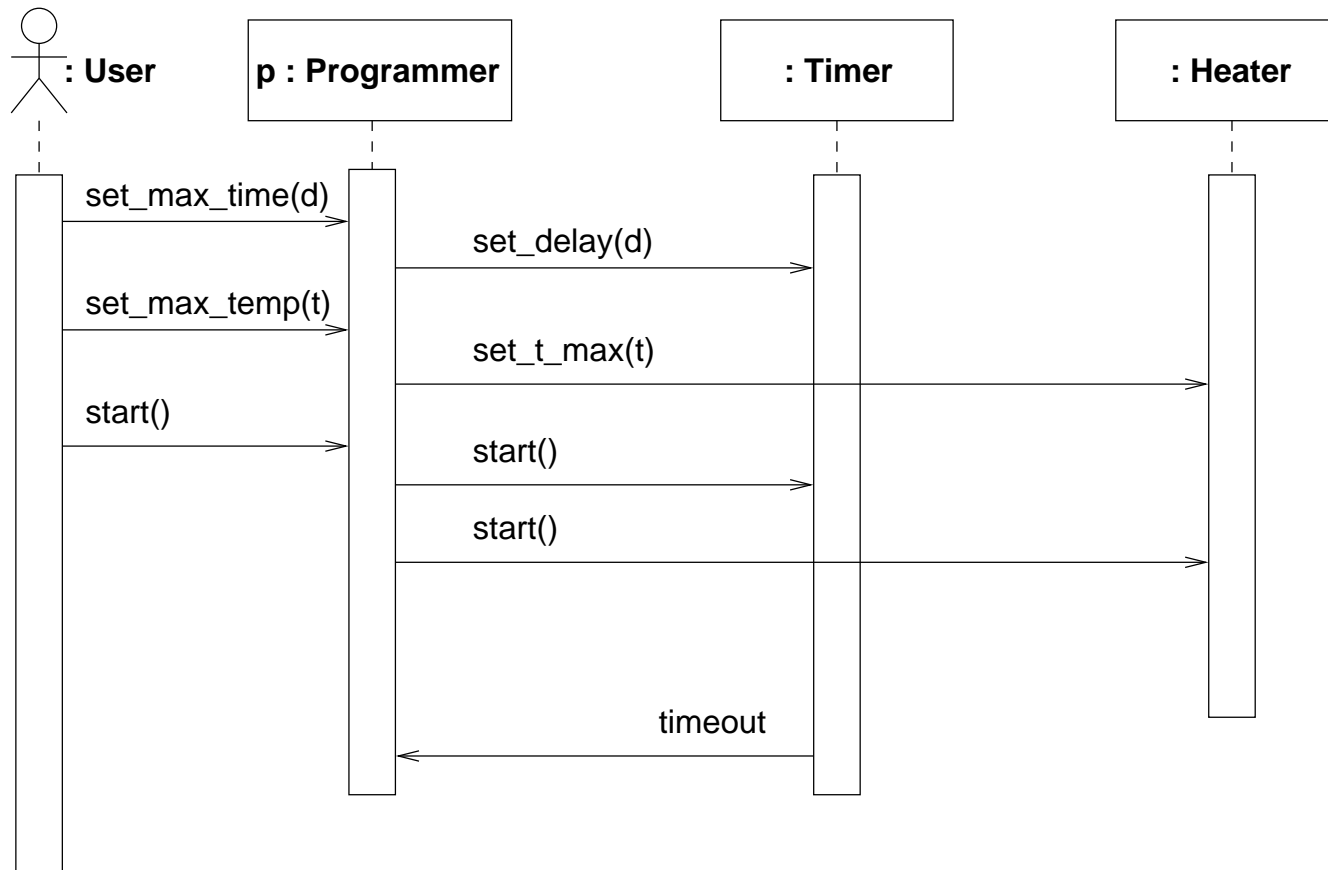 : User
p : Programmer
: Timer
: Heater
set_max_time(d)
set_delay(d)
set_max_temp(t)
set_t_max(t)
start()
start()
start()
timeout